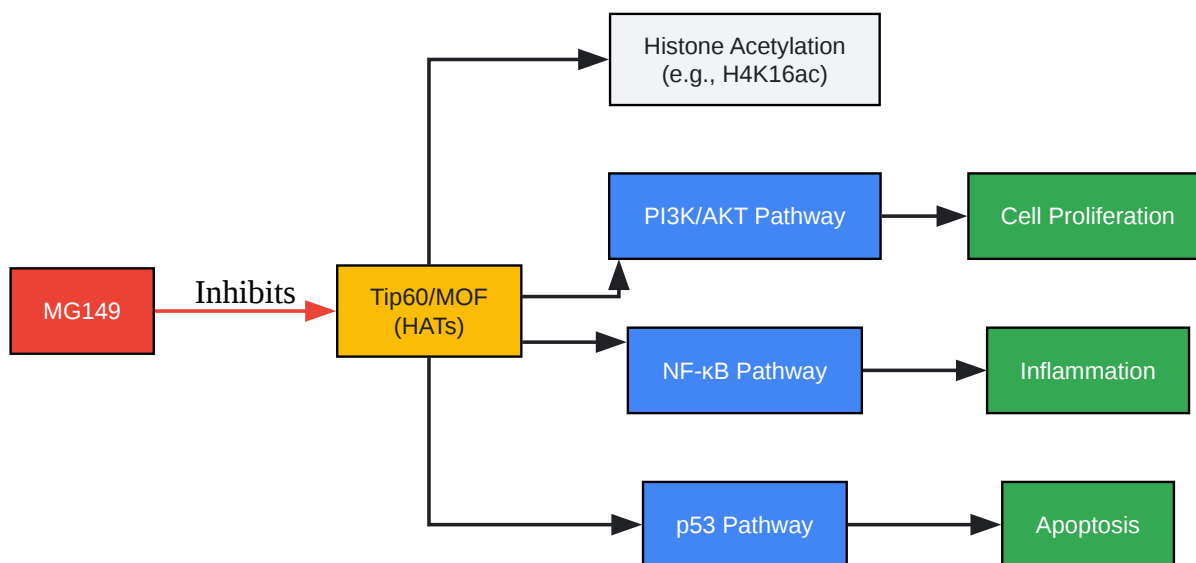 Histone Acetylation
(e.g., H4K16ac)
PI3K/AKT Pathway
Cell Proliferation
MG149
Inhibits
Tip60/MOF
(HATs)
NF-κB Pathway
Inflammation
p53 Pathway
Apoptosis